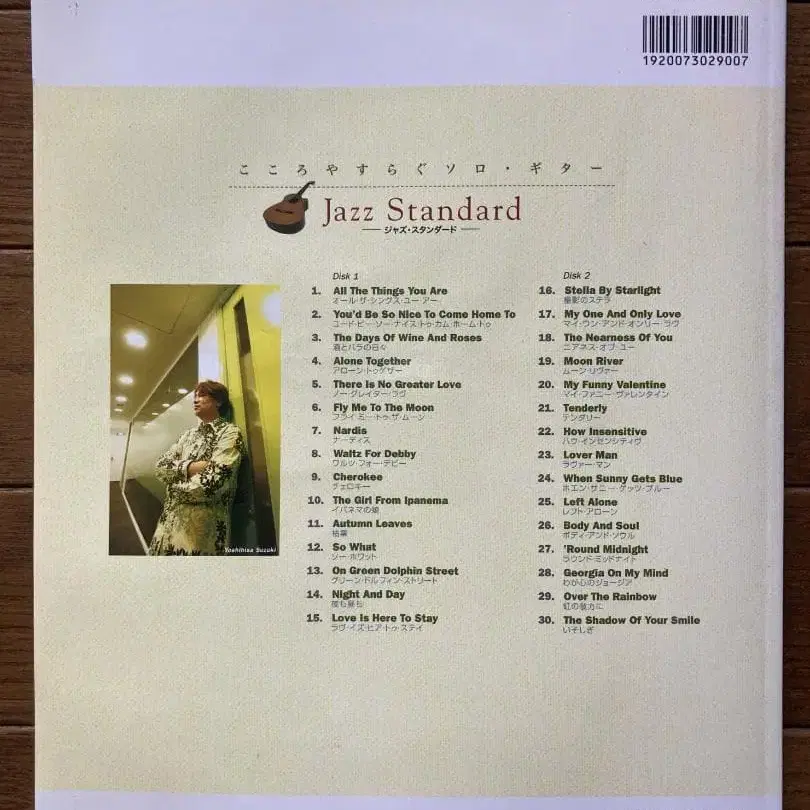 1920073029007
こころやすらぐソロ・ギター
Jazz Standard
ジャズ・スタンダード
Disk 1
1. All The Things You Are
オール・ザ・シングス・ユー・アー
2. You'd Be So Nice To Come Home To
ユード・ビー・ソー・ナイス・トゥ・カム・ホーム・トゥ
3. The Days Of Wine And Roses
酒とバラの日々
4. Alone Together
アローン・トゥゲザー
5. There Is No Greater Love
ノー・グレイター・ラヴ
6. Fly Me To The Moon
フライ・ミー・トゥ・ザ・ムーン
7. Nardis
ナーディス
8. Waltz For Debby
ワルツ・フォー・デビー
9. Cherokee
チェロキー
10. The Girl From Ipanema
イパネマの娘
11. Autumn Leaves
枯葉
12. So What
ソー・ホワット
13. On Green Dolphin Street
グリーン・ドルフィン・ストリート
14. Night And Day
夜も昼も
15. Love Is Here To Stay
ラヴ・イズ・ヒア・トゥ・ステイ
Disk 2
16. Stella By Starlight
星影のステラ
17. My One And Only Love
マイ・ワン・アンド・オンリー・ラヴ
18. The Nearness Of You
ニアネス・オブ・ユー
19. Moon River
ムーン・リヴァー
20. My Funny Valentine
マイ・ファニー・ヴァレンタイン
21. Tenderly
テンダリー
22. How Insensitive
ハウ・インセンシティヴ
23. Lover Man
ラヴァー・マン
24. When Sunny Gets Blue
ホエン・サニー・ゲッツ・ブルー
25. Left Alone
レフト・アローン
26. Body And Soul
ボディ・アンド・ソウル
27. 'Round Midnight
ラウンド・ミッドナイト
28. Georgia On My Mind
わが心のジョージア
29. Over The Rainbow
虹の彼方に
30. The Shadow Of Your Smile
いそしぎ
Yoshihisa Suzuki